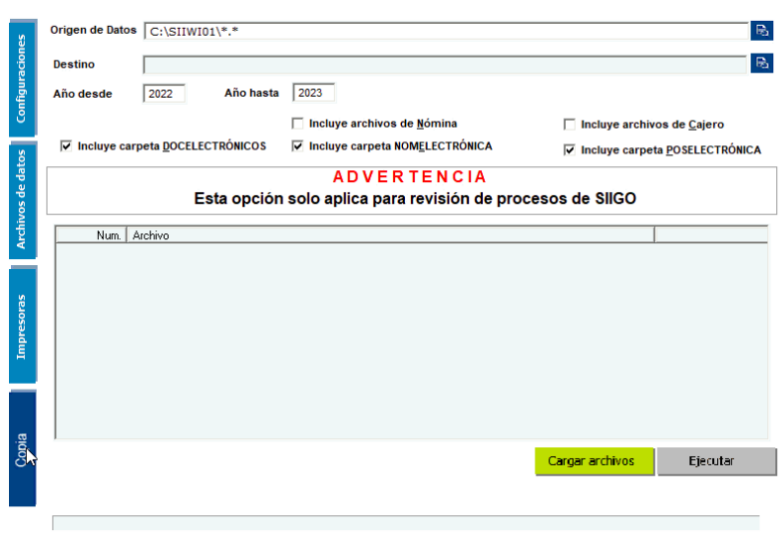 Configuraciones
Archivos de datos
Impresoras
Copia
Origen de Datos C:\SIIWI01\*.*
Destino
Año desde 2022 Año hasta 2023
Incluye archivos de Nómina Incluye archivos de Cajero
Incluye carpeta DOCELECTRÓNICOS Incluye carpeta NOMELECTRÓNICA Incluye carpeta POSELECTRÓNICA
ADVERTENCIA
Esta opción solo aplica para revisión de procesos de SIIGO
Num. Archivo
Cargar archivos Ejecutar